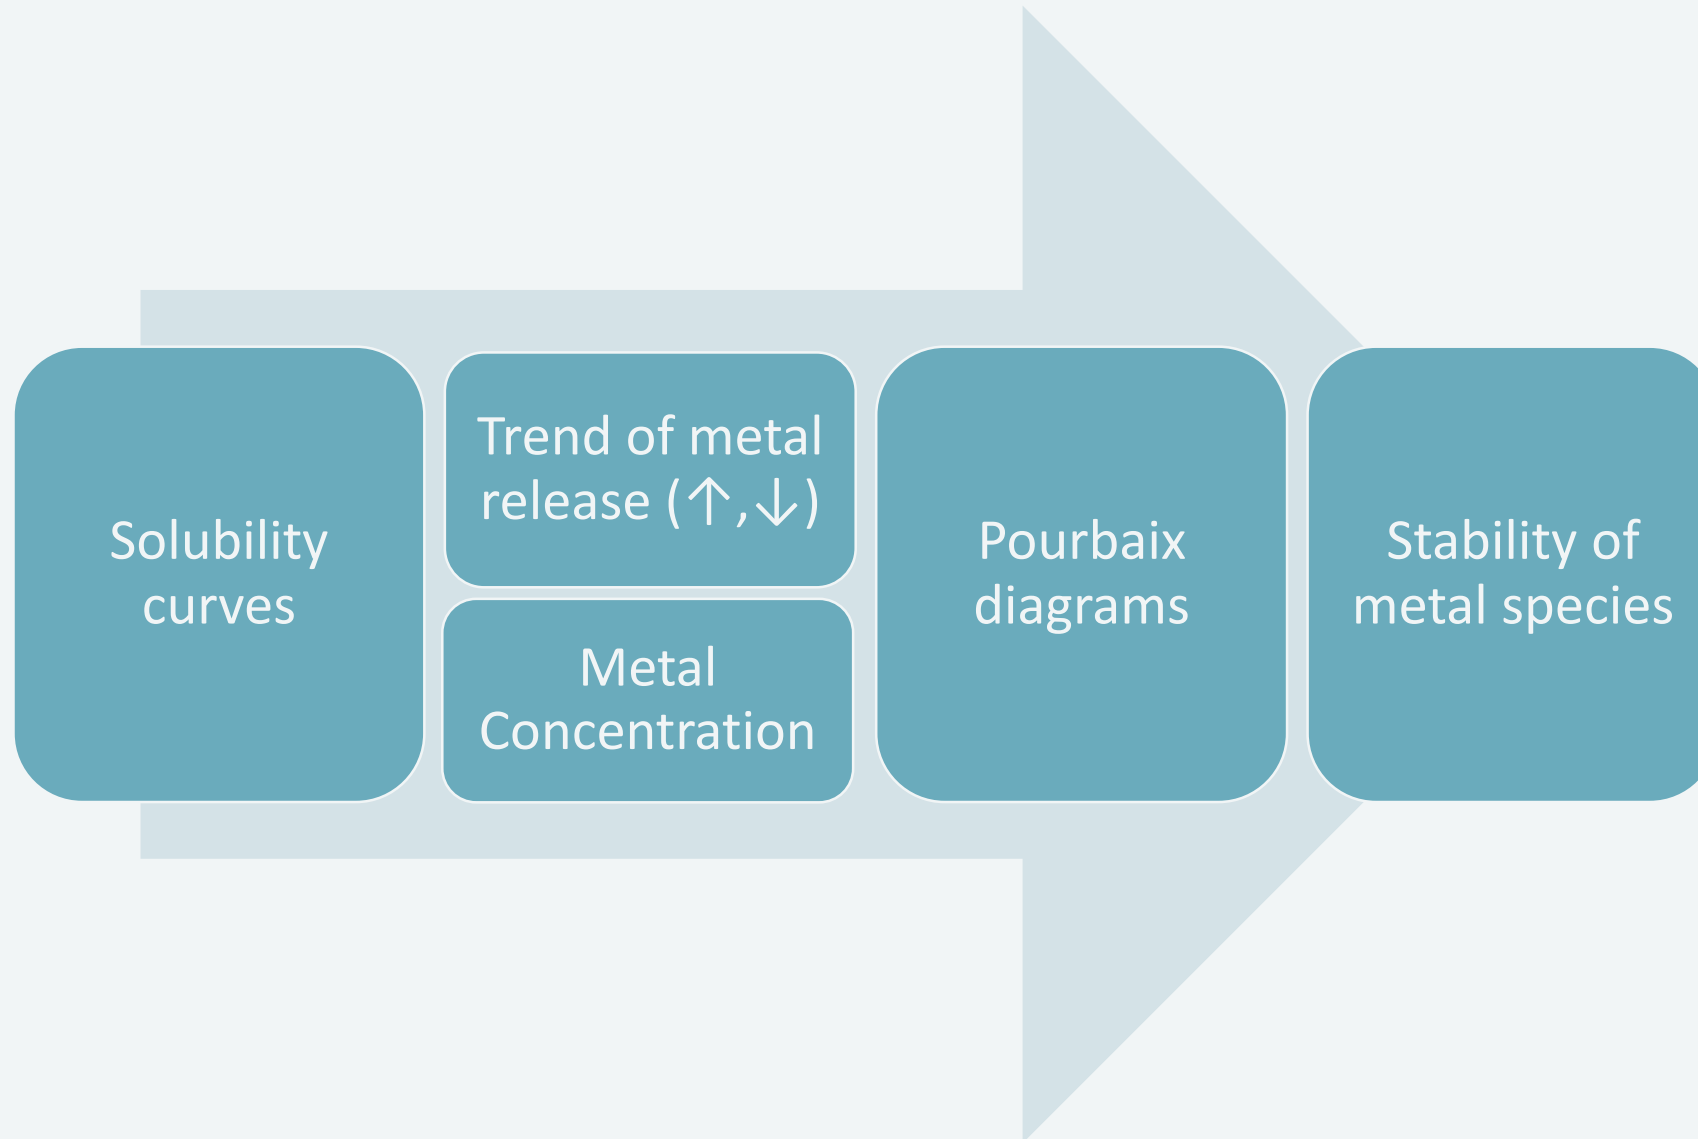 Solubility
curves
Trend of metal
release (↑,↓)
Metal
Concentration
Pourbaix
diagrams
Stability of
metal species